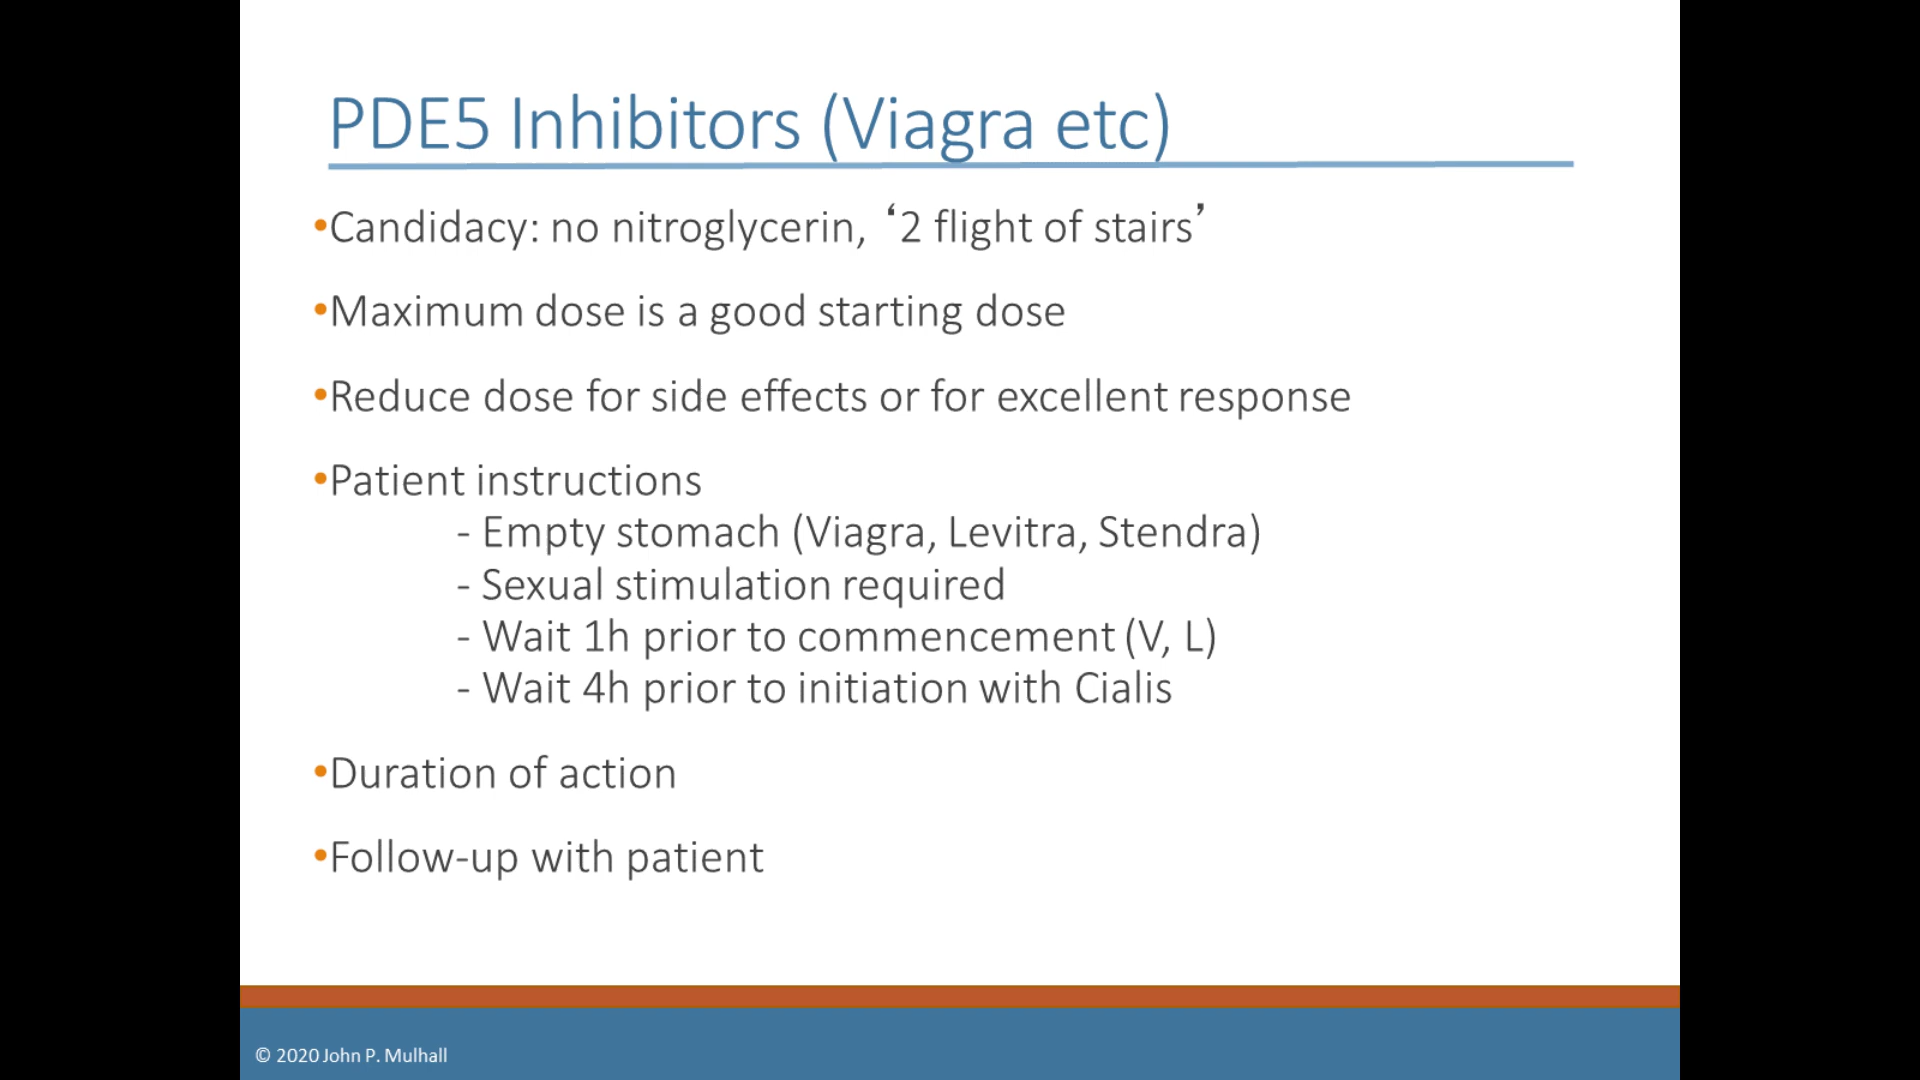 PDE5 Inhibitors (Viagra etc)
•Candidacy: no nitroglycerin, ‘2 flight of stairs’
•Maximum dose is a good starting dose
•Reduce dose for side effects or for excellent response
•Patient instructions
- Empty stomach (Viagra, Levitra, Stendra)
- Sexual stimulation required
- Wait 1h prior to commencement (V, L)
- Wait 4h prior to initiation with Cialis
•Duration of action
•Follow-up with patient
© 2020 John P. Mulhall